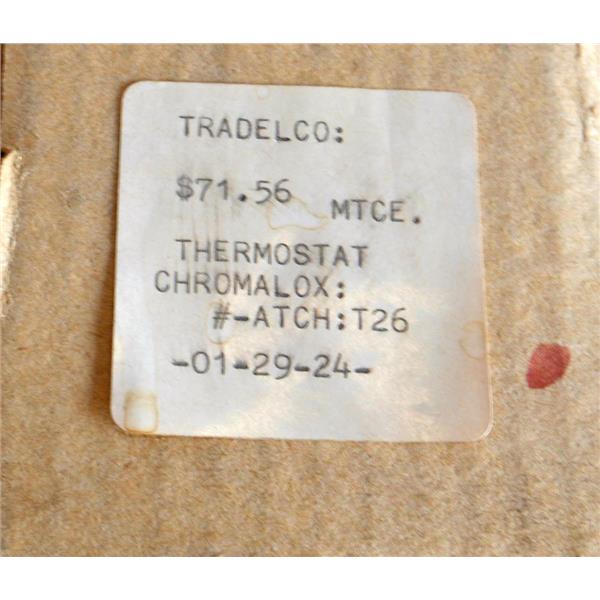 TRADELCO:
$71.56
MTCE.
THERMOSTAT
CHROMALOX:
#-ATCH:T26
-01-29-24-